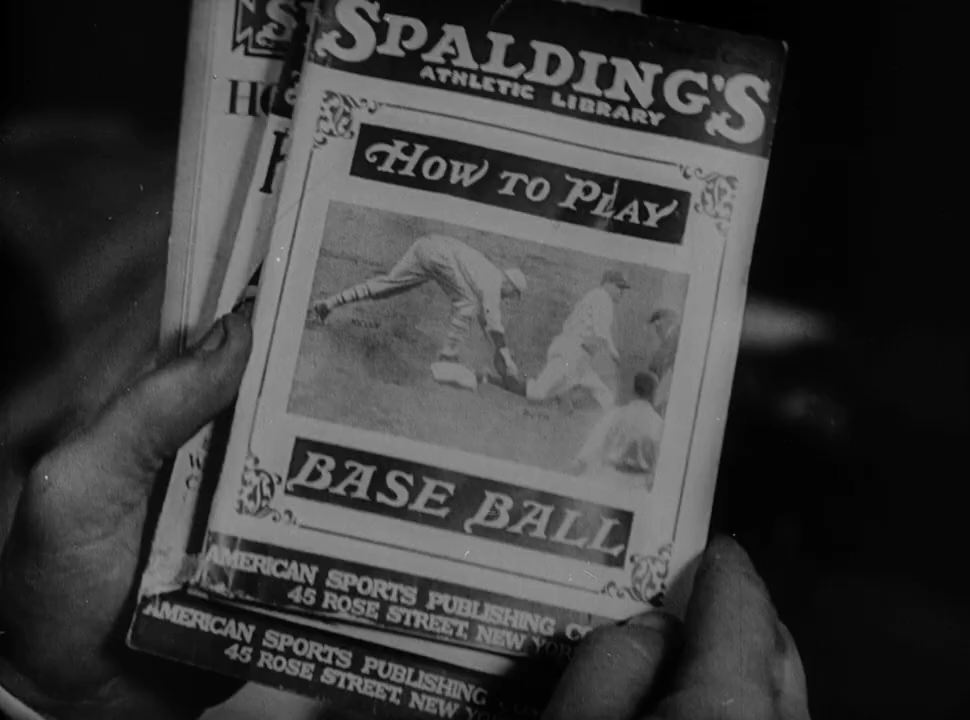 SPALDING'S
ATHLETIC LIBRARY
HOW TO PLAY
BASE BALL
AMERICAN SPORTS PUBLISHING CO
45 ROSE STREET, NEW YORK
AMERICAN SPORTS PUBLISHING
45 ROSE STREET, NEW